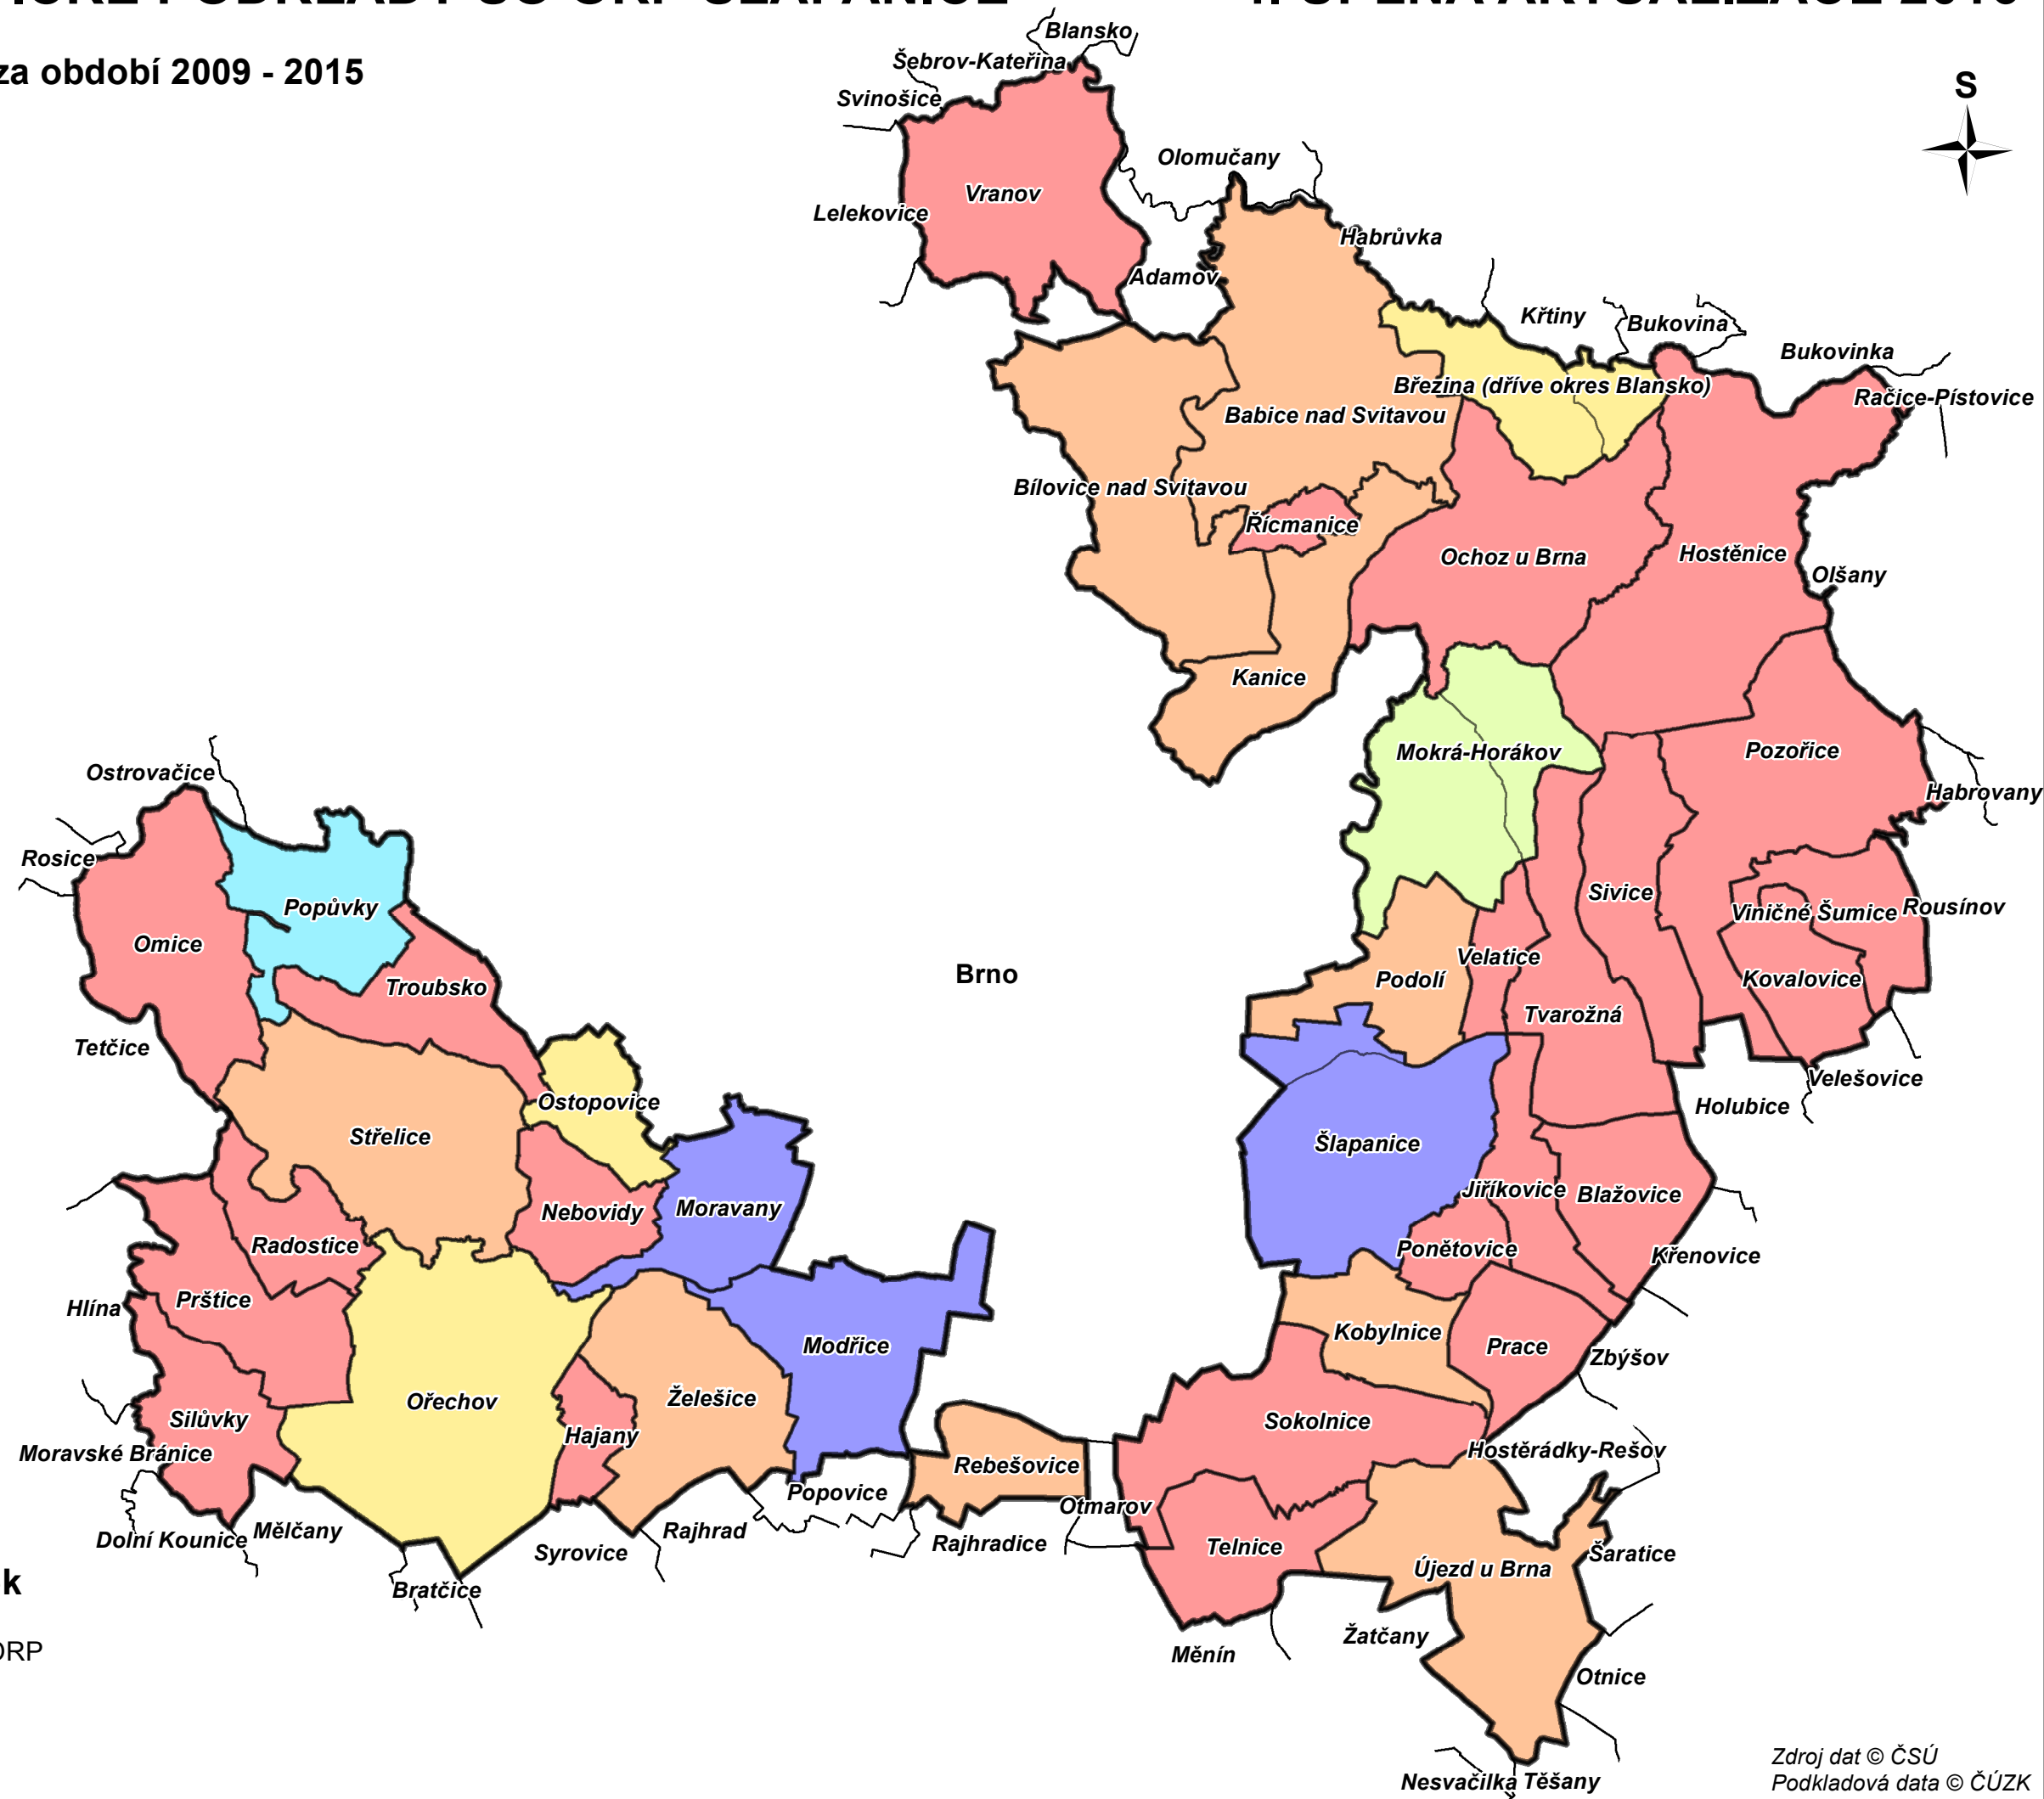 za období 2009 - 2015
S
Blansko
Šebrov-Kateřina
Svinošice
Olomučany
Vranov
Lelekovice
Habrůvka
Adamov
Křtiny
Bukovina
Bukovinka
Březina (dříve okres Blansko)
Račice-Pístovice
Babice nad Svitavou
Bílovice nad Svitavou
Řícmanice
Ochoz u Brna
Hostěnice
Olšany
Kanice
Mokrá-Horákov
Pozořice
Ostrovačice
Habrovany
Rosice
Sivice
Popůvky
Viničné Šumice
Rousínov
Omice
Velatice
Brno
Podolí
Kovalovice
Troubsko
Tvarožná
Tetčice
Velešovice
Ostopovice
Holubice
Střelice
Šlapanice
Jiříkovice
Blažovice
Moravany
Nebovidy
Radostice
Ponětovice
Křenovice
Prštice
Hlína
Kobylnice
Modřice
Prace
Zbýšov
Želešice
Ořechov
Silůvky
Sokolnice
Hajany
Moravské Bránice
Hostěrádky-Rešov
Rebešovice
Popovice
Otmarov
Rajhrad
Mělčany
Dolní Kounice
Rajhradice
Telnice
Syrovice
Šaratice
Újezd u Brna
k
Bratčice
Žatčany
ORP
Měnín
Otnice
Zdroj dat © ČSÚ
Nesvačilka Těšany
Podkladová data © ČÚZK